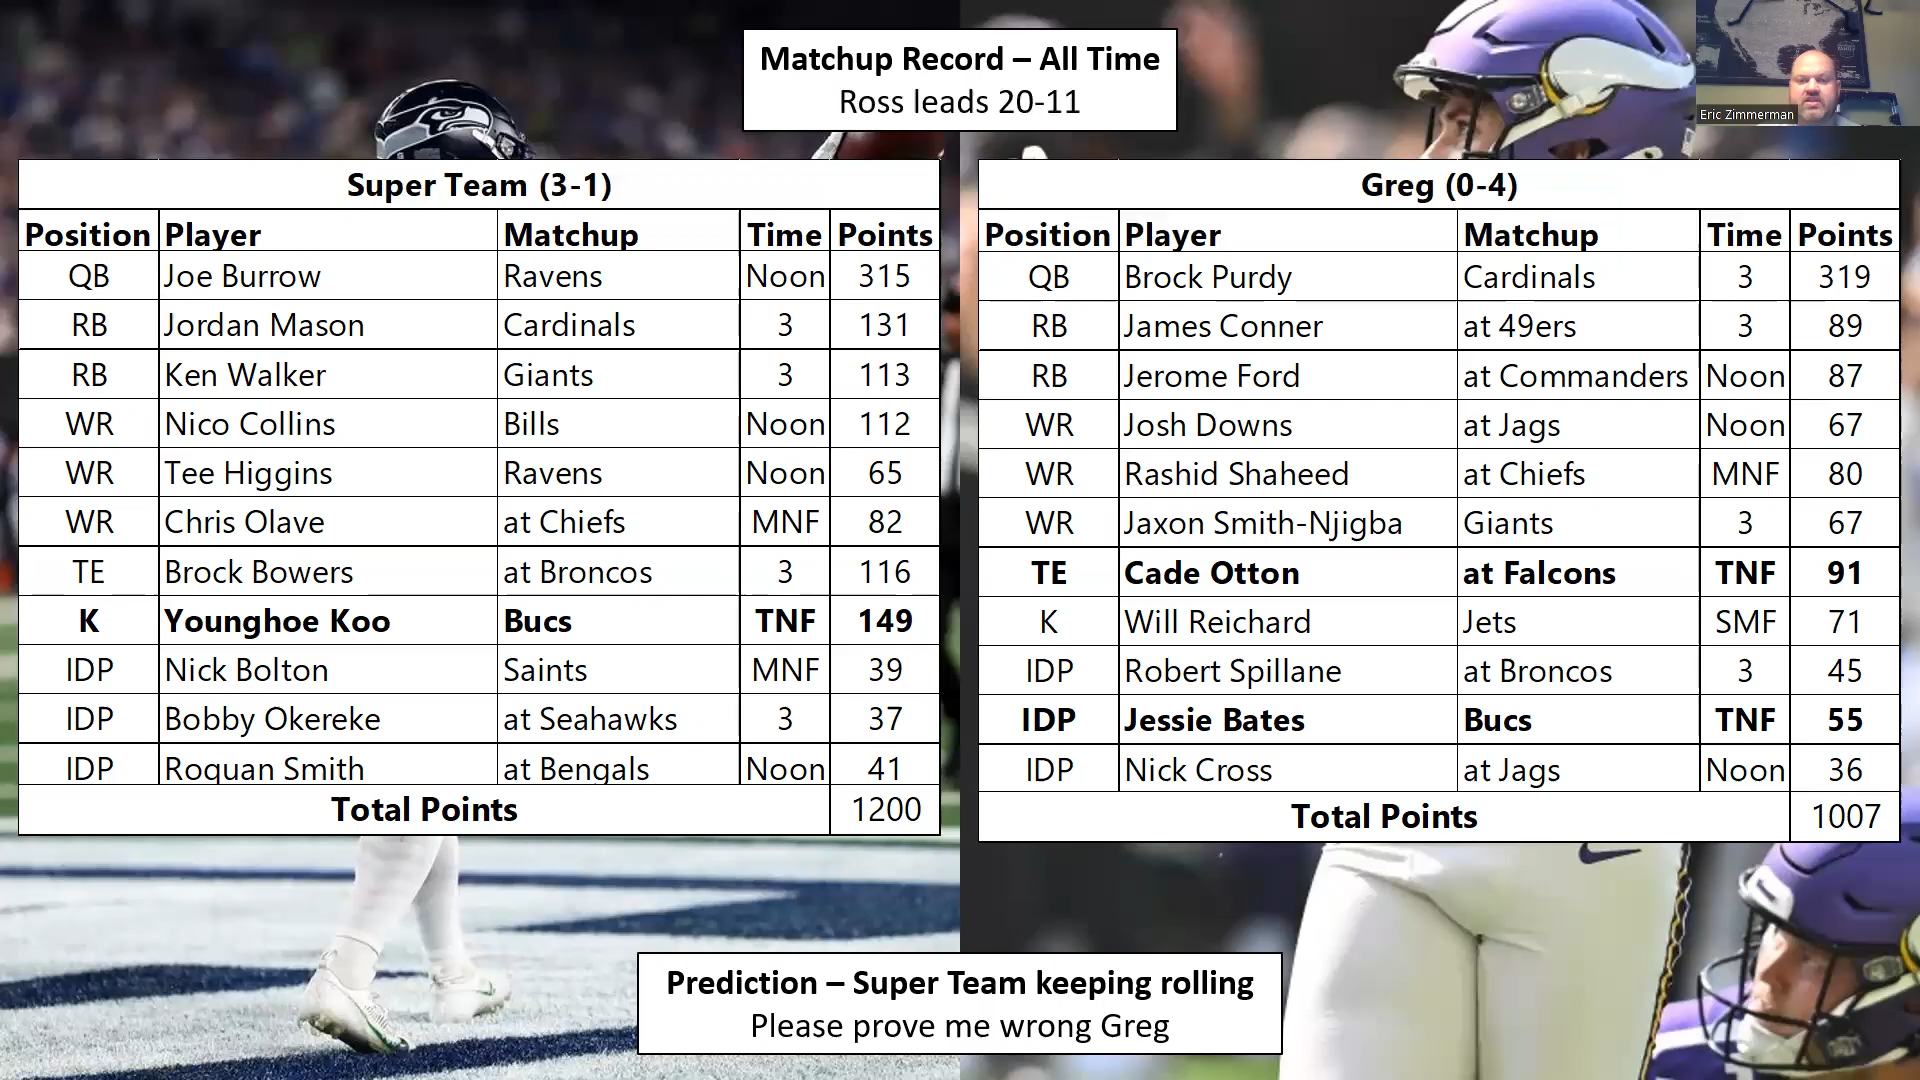 Matchup Record – All Time
Ross leads 20-11
Eric Zimmerman
Super Team (3-1)
Position Player Matchup Time Points
QB Joe Burrow Ravens Noon 315
RB Jordan Mason Cardinals 3 131
RB Ken Walker Giants 3 113
WR Nico Collins Bills Noon 112
WR Tee Higgins Ravens Noon 65
WR Chris Olave at Chiefs MNF 82
TE Brock Bowers at Broncos 3 116
K Younghoe Koo Bucs TNF 149
IDP Nick Bolton Saints MNF 39
IDP Bobby Okereke at Seahawks 3 37
IDP Roquan Smith at Bengals Noon 41
Total Points 1200
Greg (0-4)
Position Player Matchup Time Points
QB Brock Purdy Cardinals 3 319
RB James Conner at 49ers 3 89
RB Jerome Ford at Commanders Noon 87
WR Josh Downs at Jags Noon 67
WR Rashid Shaheed at Chiefs MNF 80
WR Jaxon Smith-Njigba Giants 3 67
TE Cade Otton at Falcons TNF 91
K Will Reichard Jets SMF 71
IDP Robert Spillane at Broncos 3 45
IDP Jessie Bates Bucs TNF 55
IDP Nick Cross at Jags Noon 36
Total Points 1007
Prediction – Super Team keeping rolling
Please prove me wrong Greg